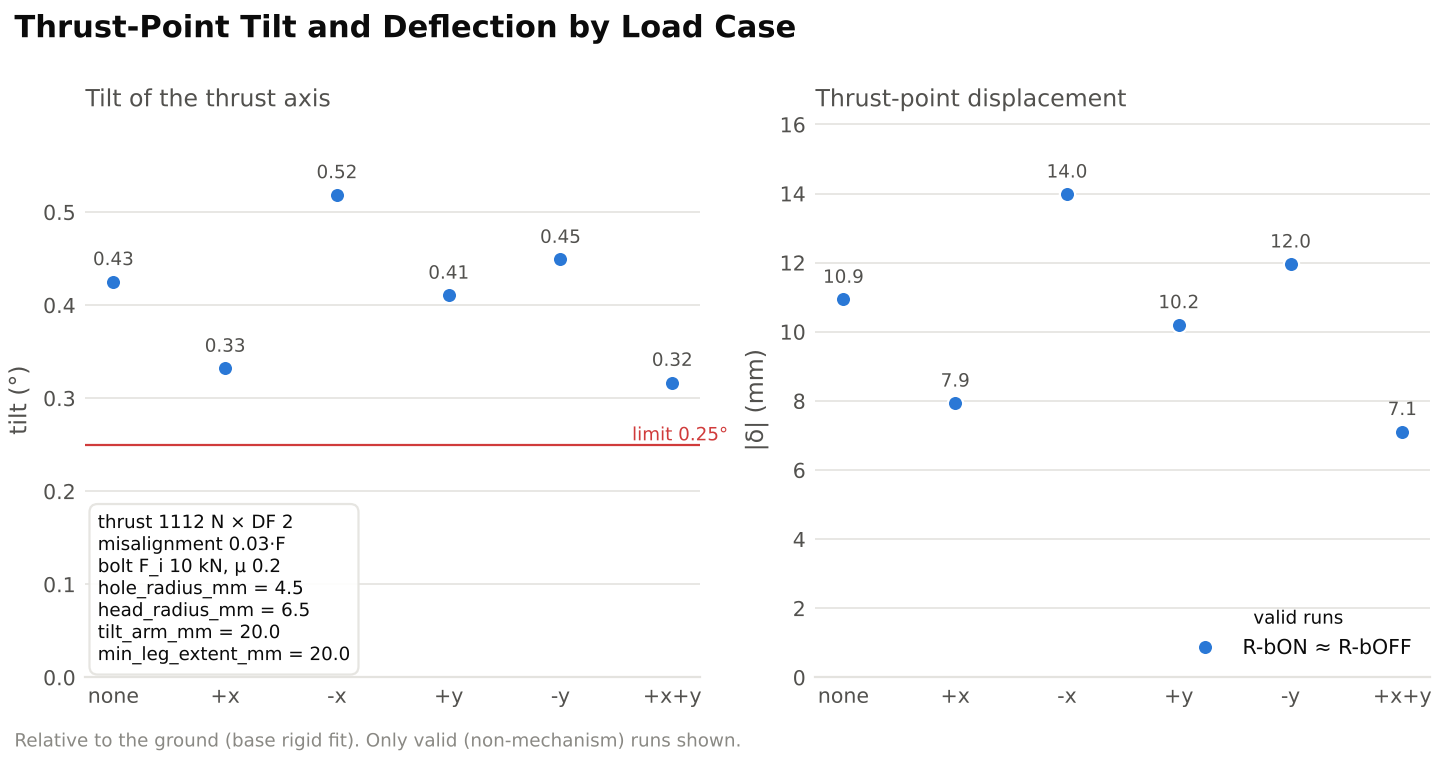 Thrust-Point Tilt and Deflection by Load Case
Tilt of the thrust axis
tilt (°)
0.5
0.4
0.3
0.2
0.1
0.0
0.43
0.33
0.52
0.41
0.45
0.32
limit 0.25°
thrust 1112 N × DF 2
misalignment 0.03·F
bolt F_i 10 kN, μ 0.2
hole_radius_mm = 4.5
head_radius_mm = 6.5
tilt_arm_mm = 20.0
min_leg_extent_mm = 20.0
none +x -x +y -y +x+y
Thrust-point displacement
|δ| (mm)
16
14
12
10
8
6
4
2
0
10.9
7.9
14.0
10.2
12.0
7.1
valid runs
R-bON ≈ R-bOFF
none +x -x +y -y +x+y
Relative to the ground (base rigid fit). Only valid (non-mechanism) runs shown.